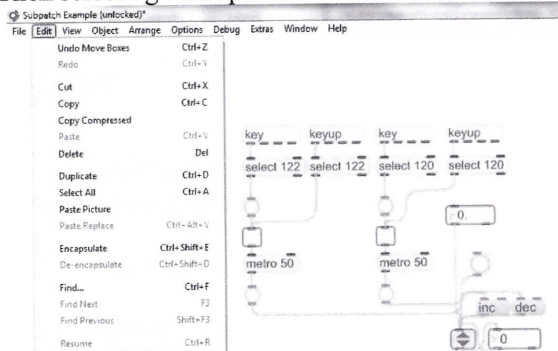 Subpatch Example (unlocked)*
File Edit View Object Arrange Options Debug Extras Window Help
Undo Move Boxes Ctrl+Z
Redo Ctrl+Y
Cut Ctrl+X
Copy Ctrl+C
Copy Compressed
Paste Ctrl+V
Delete Del
Duplicate Ctrl+D
Select All Ctrl+A
Paste Picture
Paste Replace Ctrl+Alt+V
Encapsulate Ctrl+Shift+E
De-encapsulate Ctrl+Shift+D
Find... Ctrl+F
Find Next F3
Find Previous Shift+F3
Resume Ctrl+R
key keyup key keyup
select 122 select 122 select 120 select 120
0.
metro 50 metro 50
inc dec
0